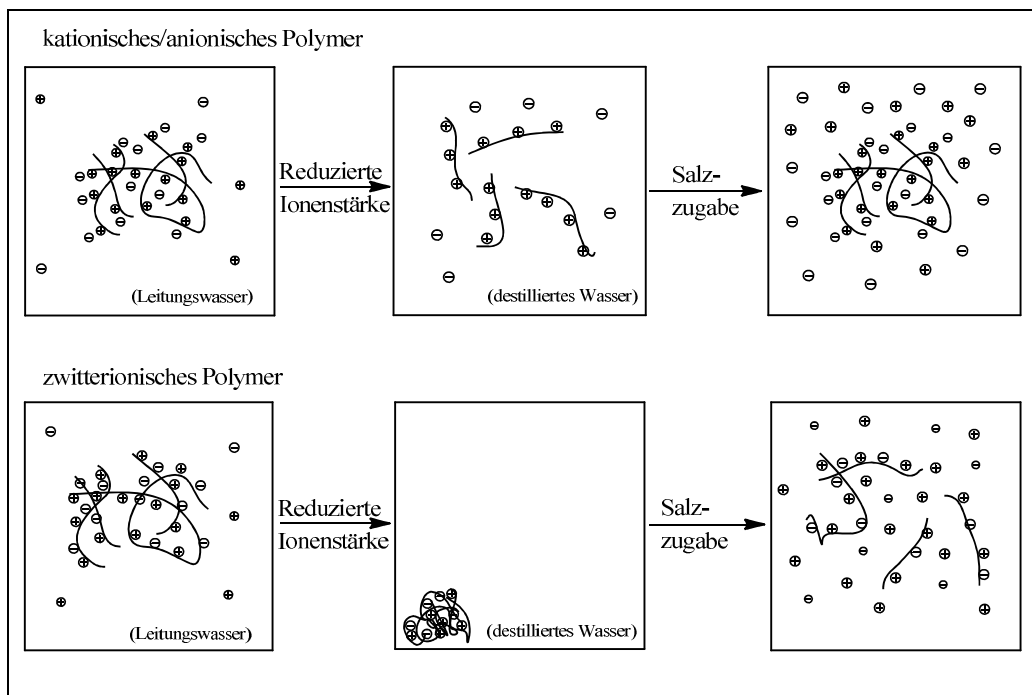 kationisches/anionisches Polymer
Reduzierte
Ionenstärke
Salz-
zugabe
(Leitungswasser)
(destilliertes Wasser)
zwitterionisches Polymer
Reduzierte
Ionenstärke
Salz-
zugabe
(Leitungswasser)
(destilliertes Wasser)